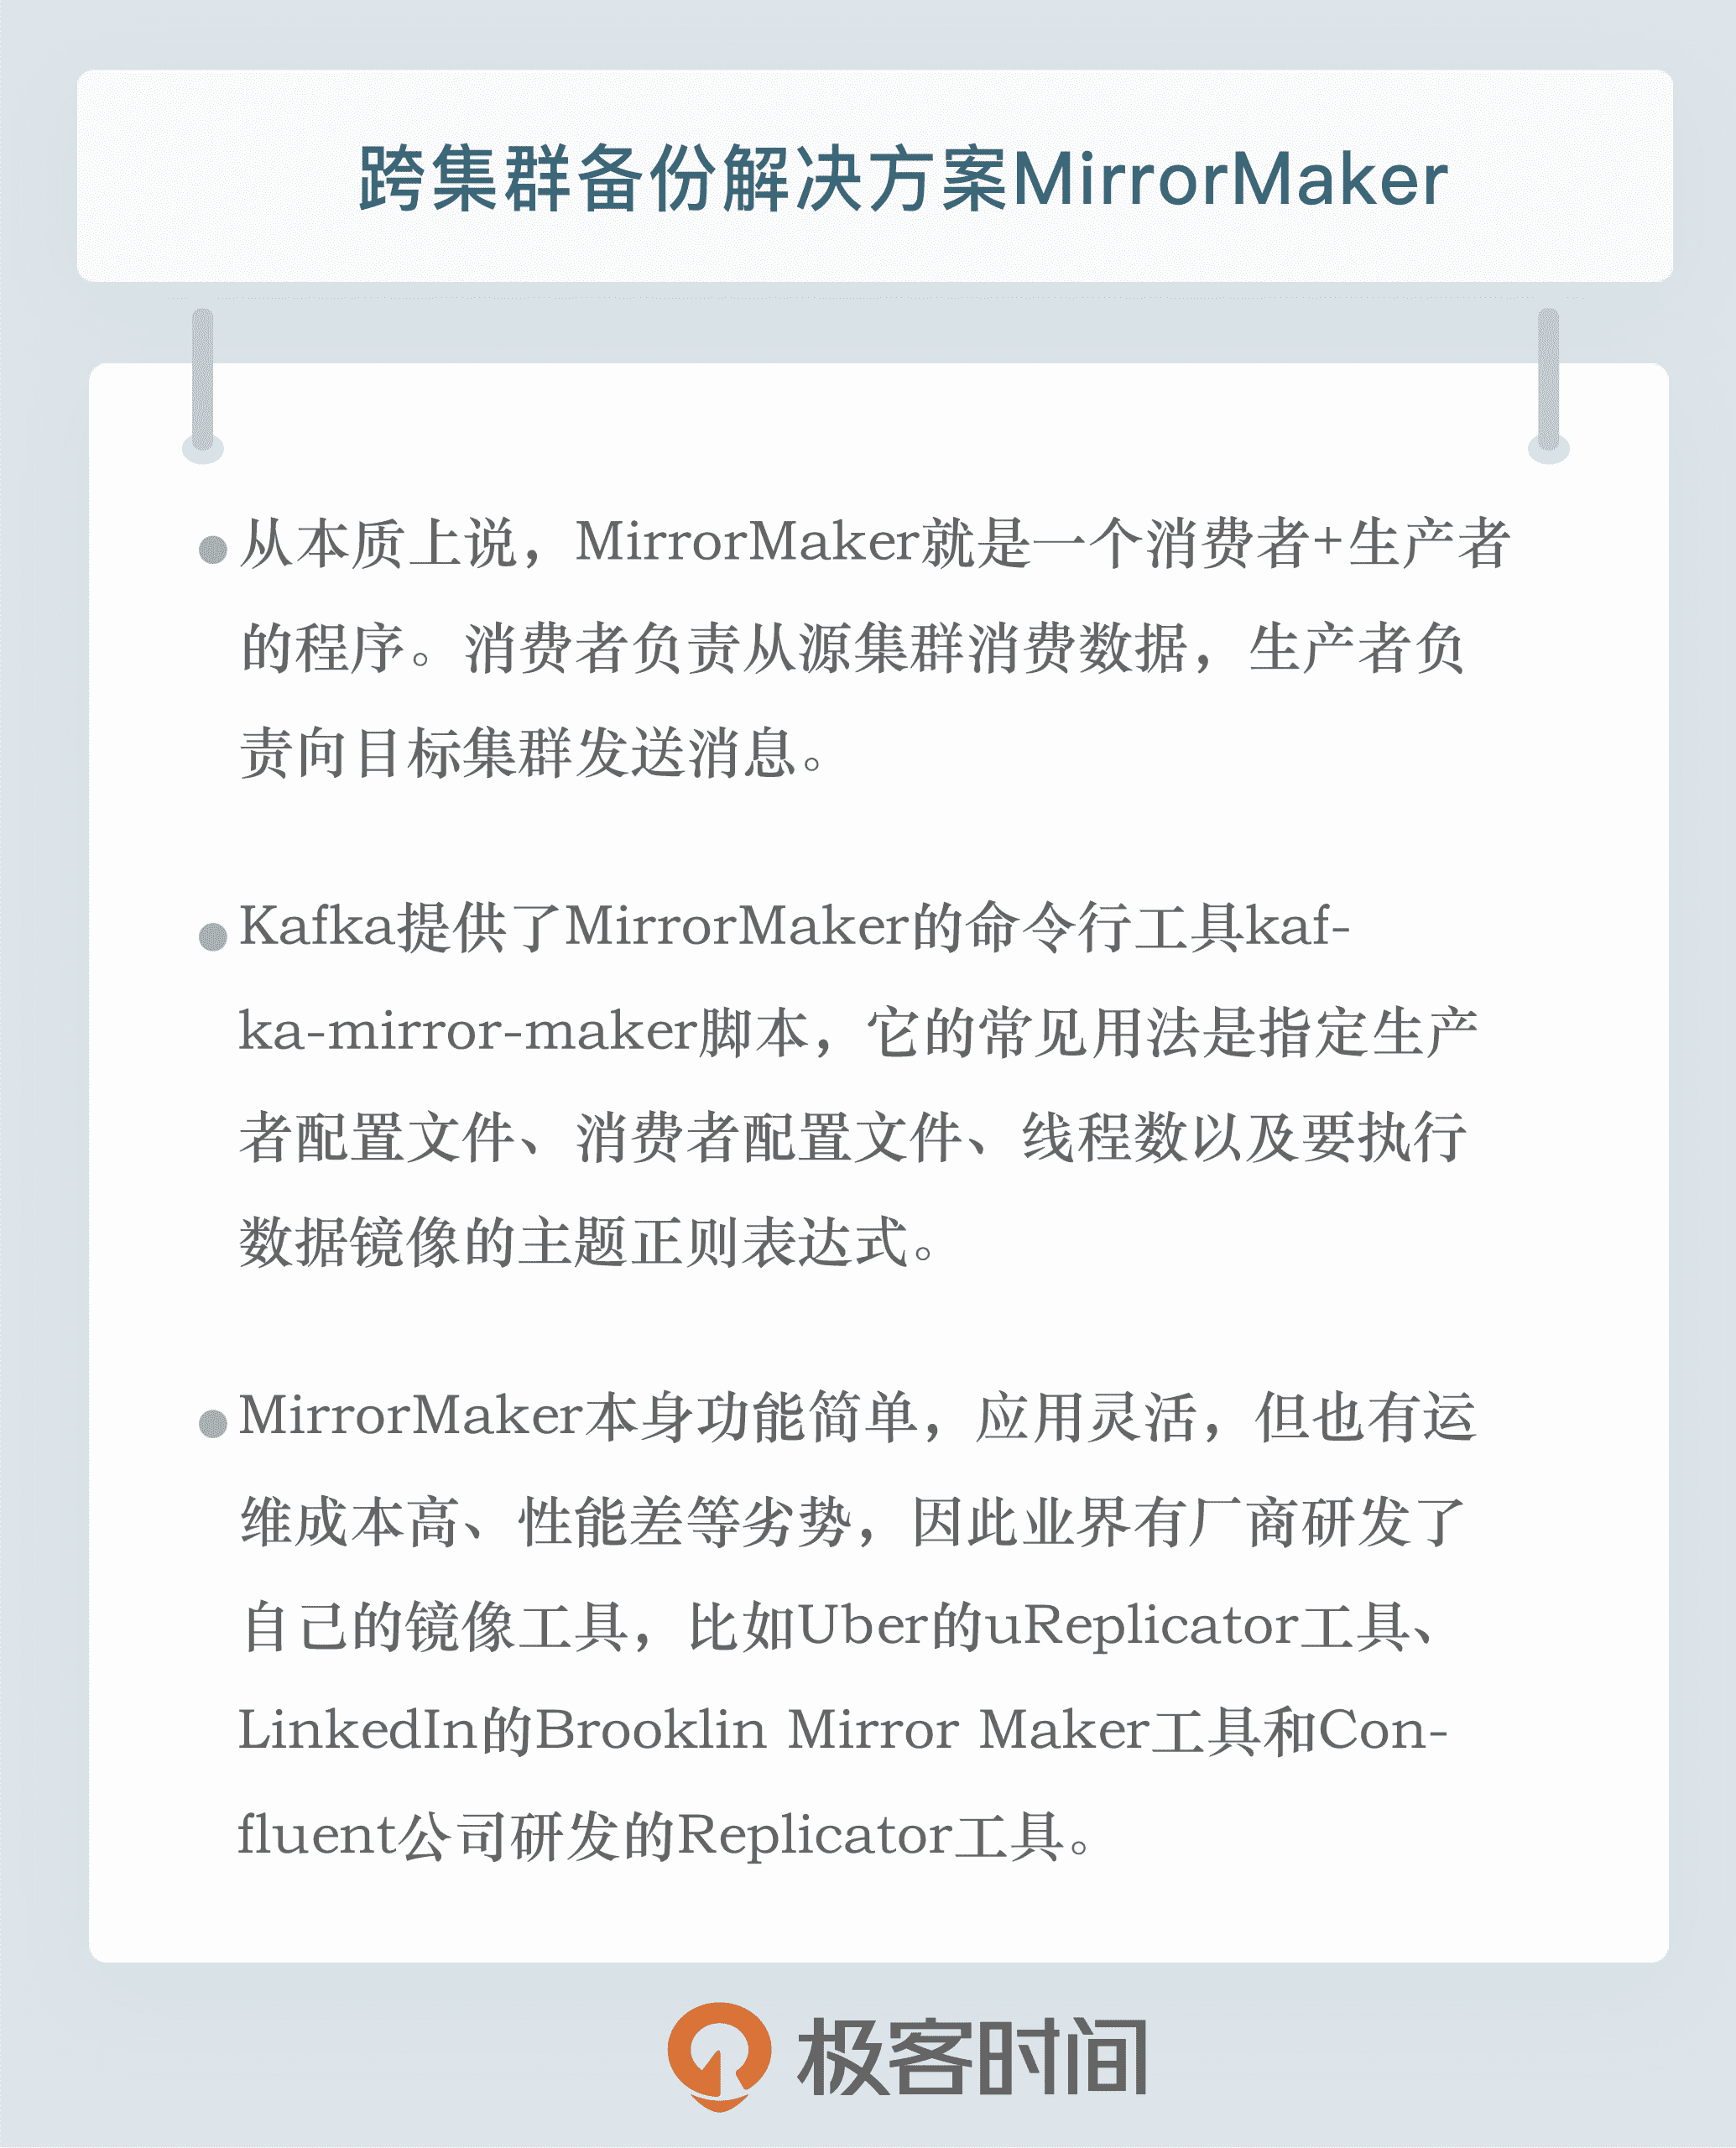 跨集群备份解决方案MirrorMaker
从本质上说，MirrorMaker就是一个消费者+生产者
的程序。消费者负责从源集群消费数据，生产者负
责向目标集群发送消息。
Kafka提供了MirrorMaker的命令行工具kaf-
ka-mirror-maker脚本，它的常见用法是指定生产
者配置文件、消费者配置文件、线程数以及要执行
数据镜像的主题正则表达式。
MirrorMaker本身功能简单，应用灵活，但也有运
维成本高、性能差等劣势，因此业界有厂商研发了
自己的镜像工具，比如Uber的uReplicator工具、
LinkedIn的Brooklin Mirror Maker工具和Con-
fluent公司研发的Replicator工具。
极客时间